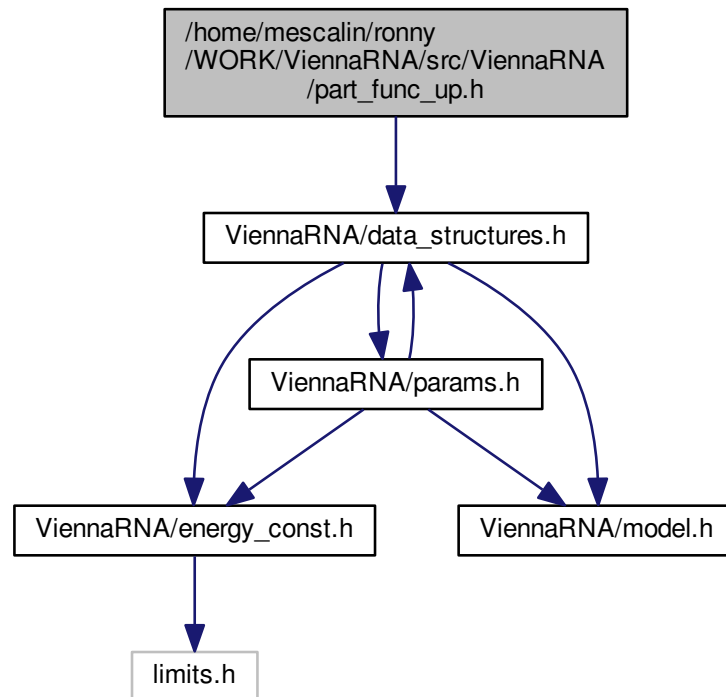 /home/mescalin/ronny
/WORK/ViennaRNA/src/ViennaRNA
/part_func_up.h
ViennaRNA/data_structures.h
ViennaRNA/params.h
ViennaRNA/energy_const.h
ViennaRNA/model.h
limits.h